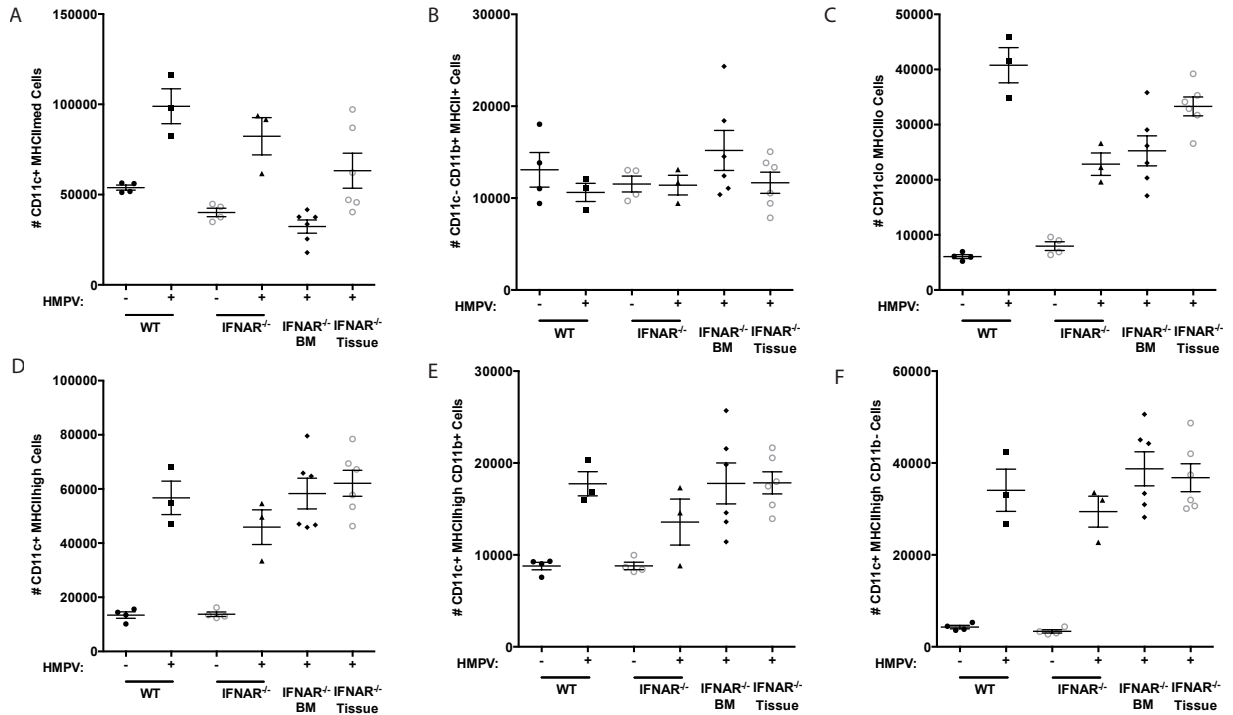 A
# CD11c+ MHCIImed Cells
150000
100000
50000
0
HMPV:
- + - + + +
WT
IFNAR-/-
IFNAR-/- BM
IFNAR-/- Tissue
B
# CD11c- CD11b+ MHCII+ Cells
30000
20000
10000
0
HMPV:
- + - + + +
WT
IFNAR-/-
IFNAR-/- BM
IFNAR-/- Tissue
C
# CD11clo MHCIIlo Cells
50000
40000
30000
20000
10000
0
HMPV:
- + - + + +
WT
IFNAR-/-
IFNAR-/- BM
IFNAR-/- Tissue
D
# CD11c+ MHCIIhigh Cells
100000
80000
60000
40000
20000
0
HMPV:
- + - + + +
WT
IFNAR-/-
IFNAR-/- BM
IFNAR-/- Tissue
E
# CD11c+ MHCIIhigh CD11b+ Cells
30000
20000
10000
0
HMPV:
- + - + + +
WT
IFNAR-/-
IFNAR-/- BM
IFNAR-/- Tissue
F
# CD11c+ MHCIIhigh CD11b- Cells
60000
40000
20000
0
HMPV:
- + - + + +
WT
IFNAR-/-
IFNAR-/- BM
IFNAR-/- Tissue